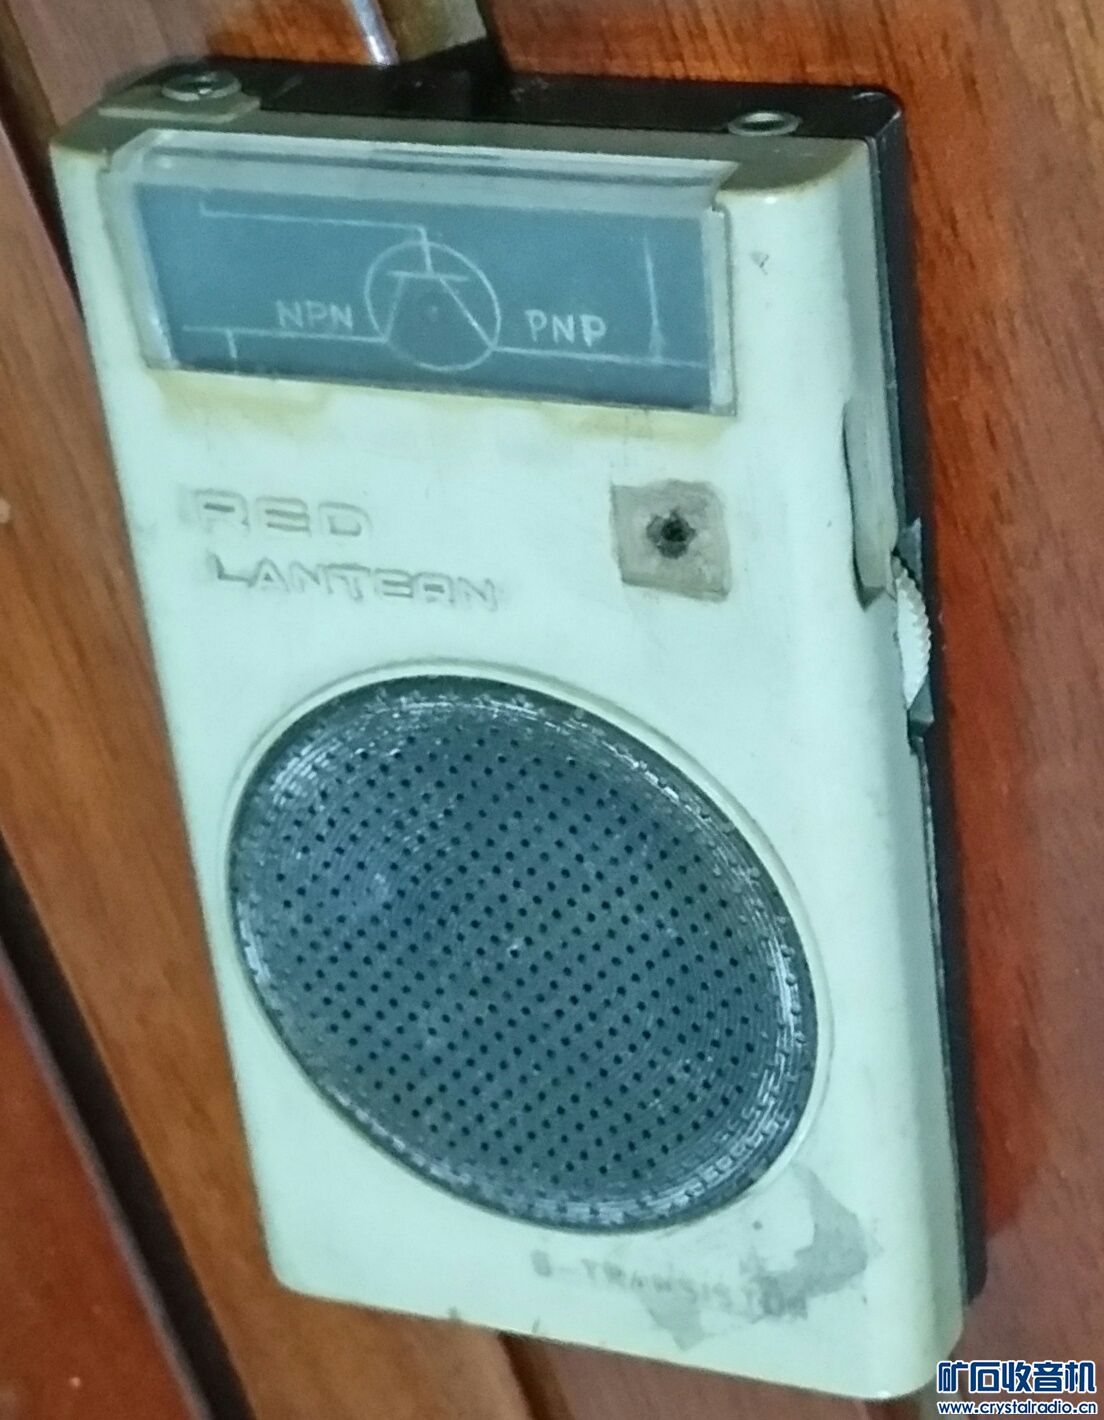 NPN
PNP
RED
LANTERN
TRANSISTOR
矿石收音机
www.crystalradio.cn